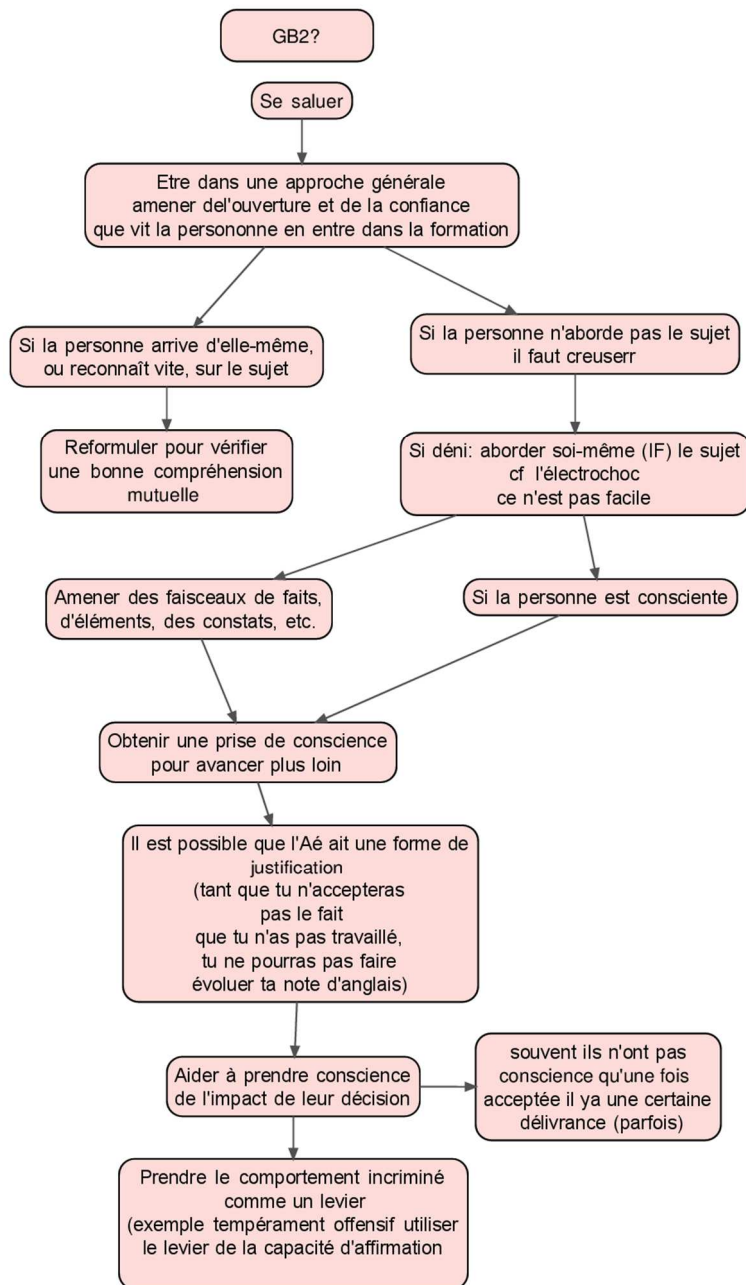 GB2?
Se saluer
Etre dans une approche générale
amener del'ouverture et de la confiance
que vit la persononne en entre dans la formation
Si la personne arrive d'elle-même,
ou reconnaît vite, sur le sujet
Si la personne n'aborde pas le sujet
il faut creuserr
Reformuler pour vérifier
une bonne compréhension
mutuelle
Si déni: aborder soi-même (IF) le sujet
cf l'électrochoc
ce n'est pas facile
Amener des faisceaux de faits,
d'éléments, des constats, etc.
Si la personne est consciente
Obtenir une prise de conscience
pour avancer plus loin
Il est possible que l'Aé ait une forme de
justification
(tant que tu n'accepteras
pas le fait
que tu n'as pas travaillé,
tu ne pourras pas faire
évoluer ta note d'anglais)
Aider à prendre conscience
de l'impact de leur décision
souvent ils n'ont pas
conscience qu'une fois
acceptée il ya une certaine
délivrance (parfois)
Prendre le comportement incriminé
comme un levier
(exemple tempérament offensif utiliser
le levier de la capacité d'affirmation